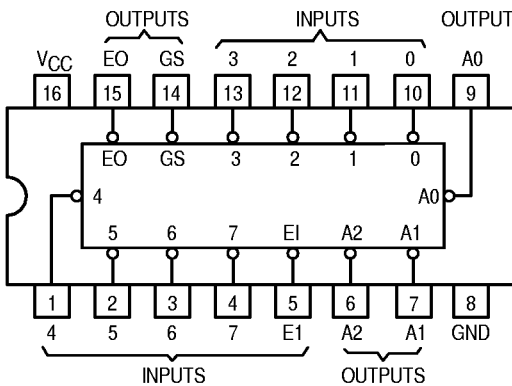 OUTPUTS INPUTS OUTPUT
VCC EO GS 3 2 1 0 A0
16 15 14 13 12 11 10 9
EO GS 3 2 1 0
4 A0
5 6 7 EI A2 A1
1 2 3 4 5 6 7 8
4 5 6 7 E1 A2 A1 GND
INPUTS OUTPUTS